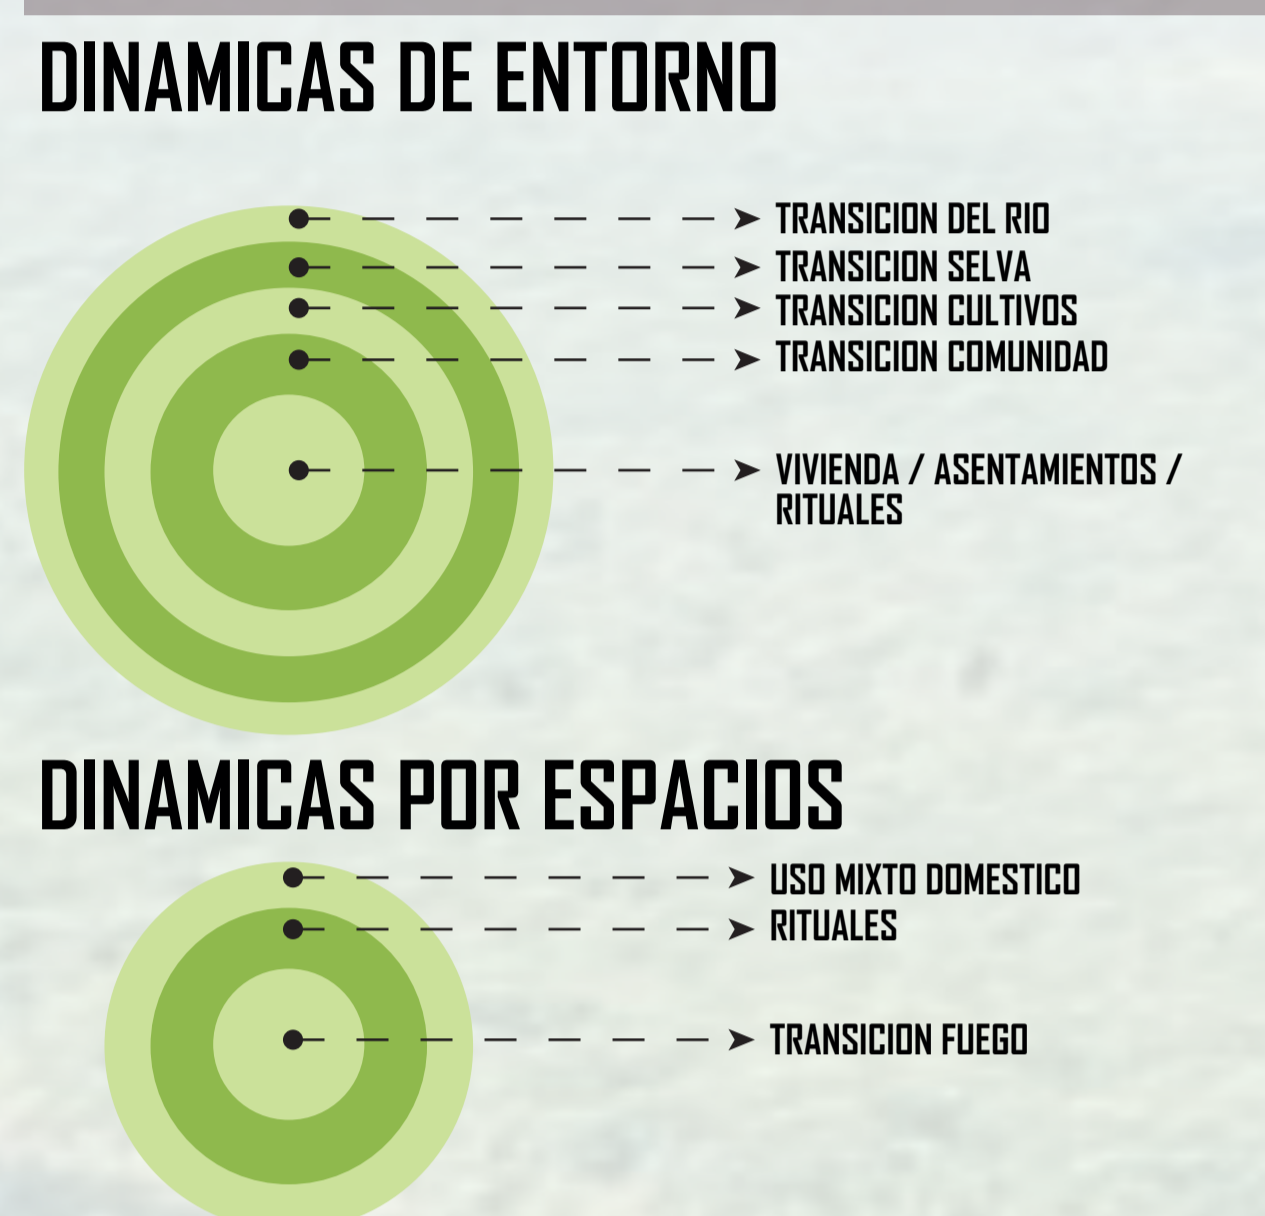 DINAMICAS DE ENTORNO
TRANSICION DEL RIO
TRANSICION SELVA
TRANSICION CULTIVOS
TRANSICION COMUNIDAD
VIVIENDA / ASENTAMIENTOS /
RITUALES
DINAMICAS POR ESPACIOS
USO MIXTO DOMESTICO
RITUALES
TRANSICION FUEGO